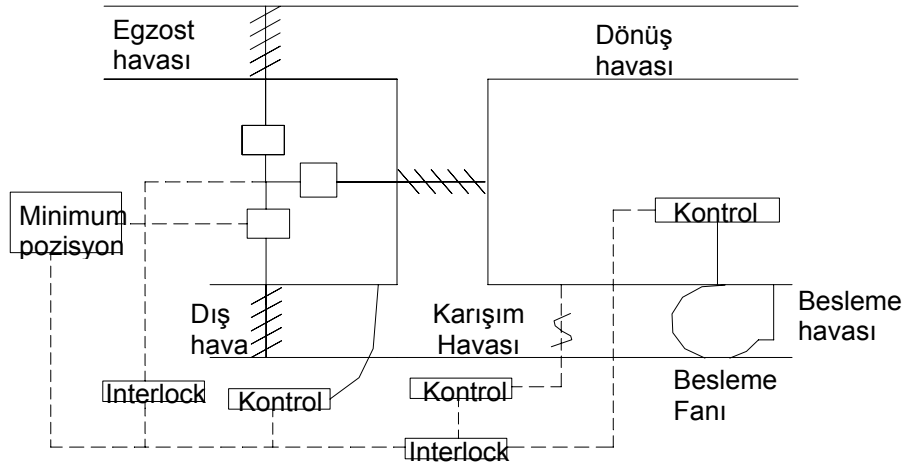 Egzost
havası
Dönüş
havası
Minimum
pozisyon
Kontrol
Dış
hava
Karışım
Havası
Besleme
havası
Besleme
Fanı
Interlock
Kontrol
Kontrol
Interlock